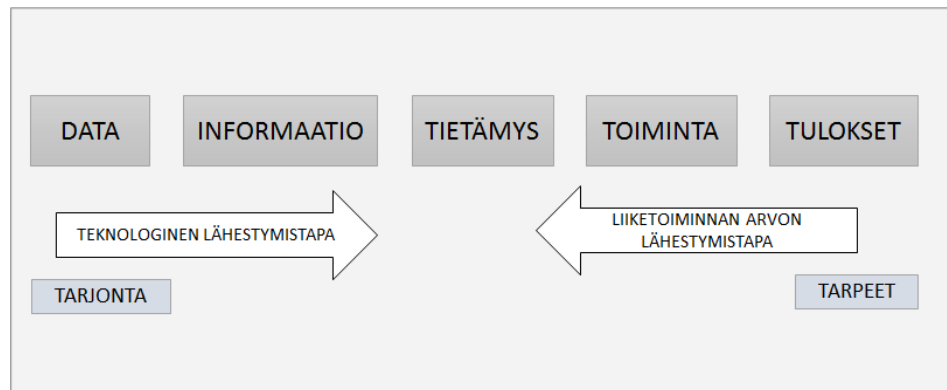 DATA
INFORMAATIO
TIETÄMYS
TOIMINTA
TULOKSET
TEKNOLOGINEN LÄHESTYMISTAPA
LIIKETOIMINNAN ARVON
LÄHESTYMISTAPA
TARJONTA
TARPEET